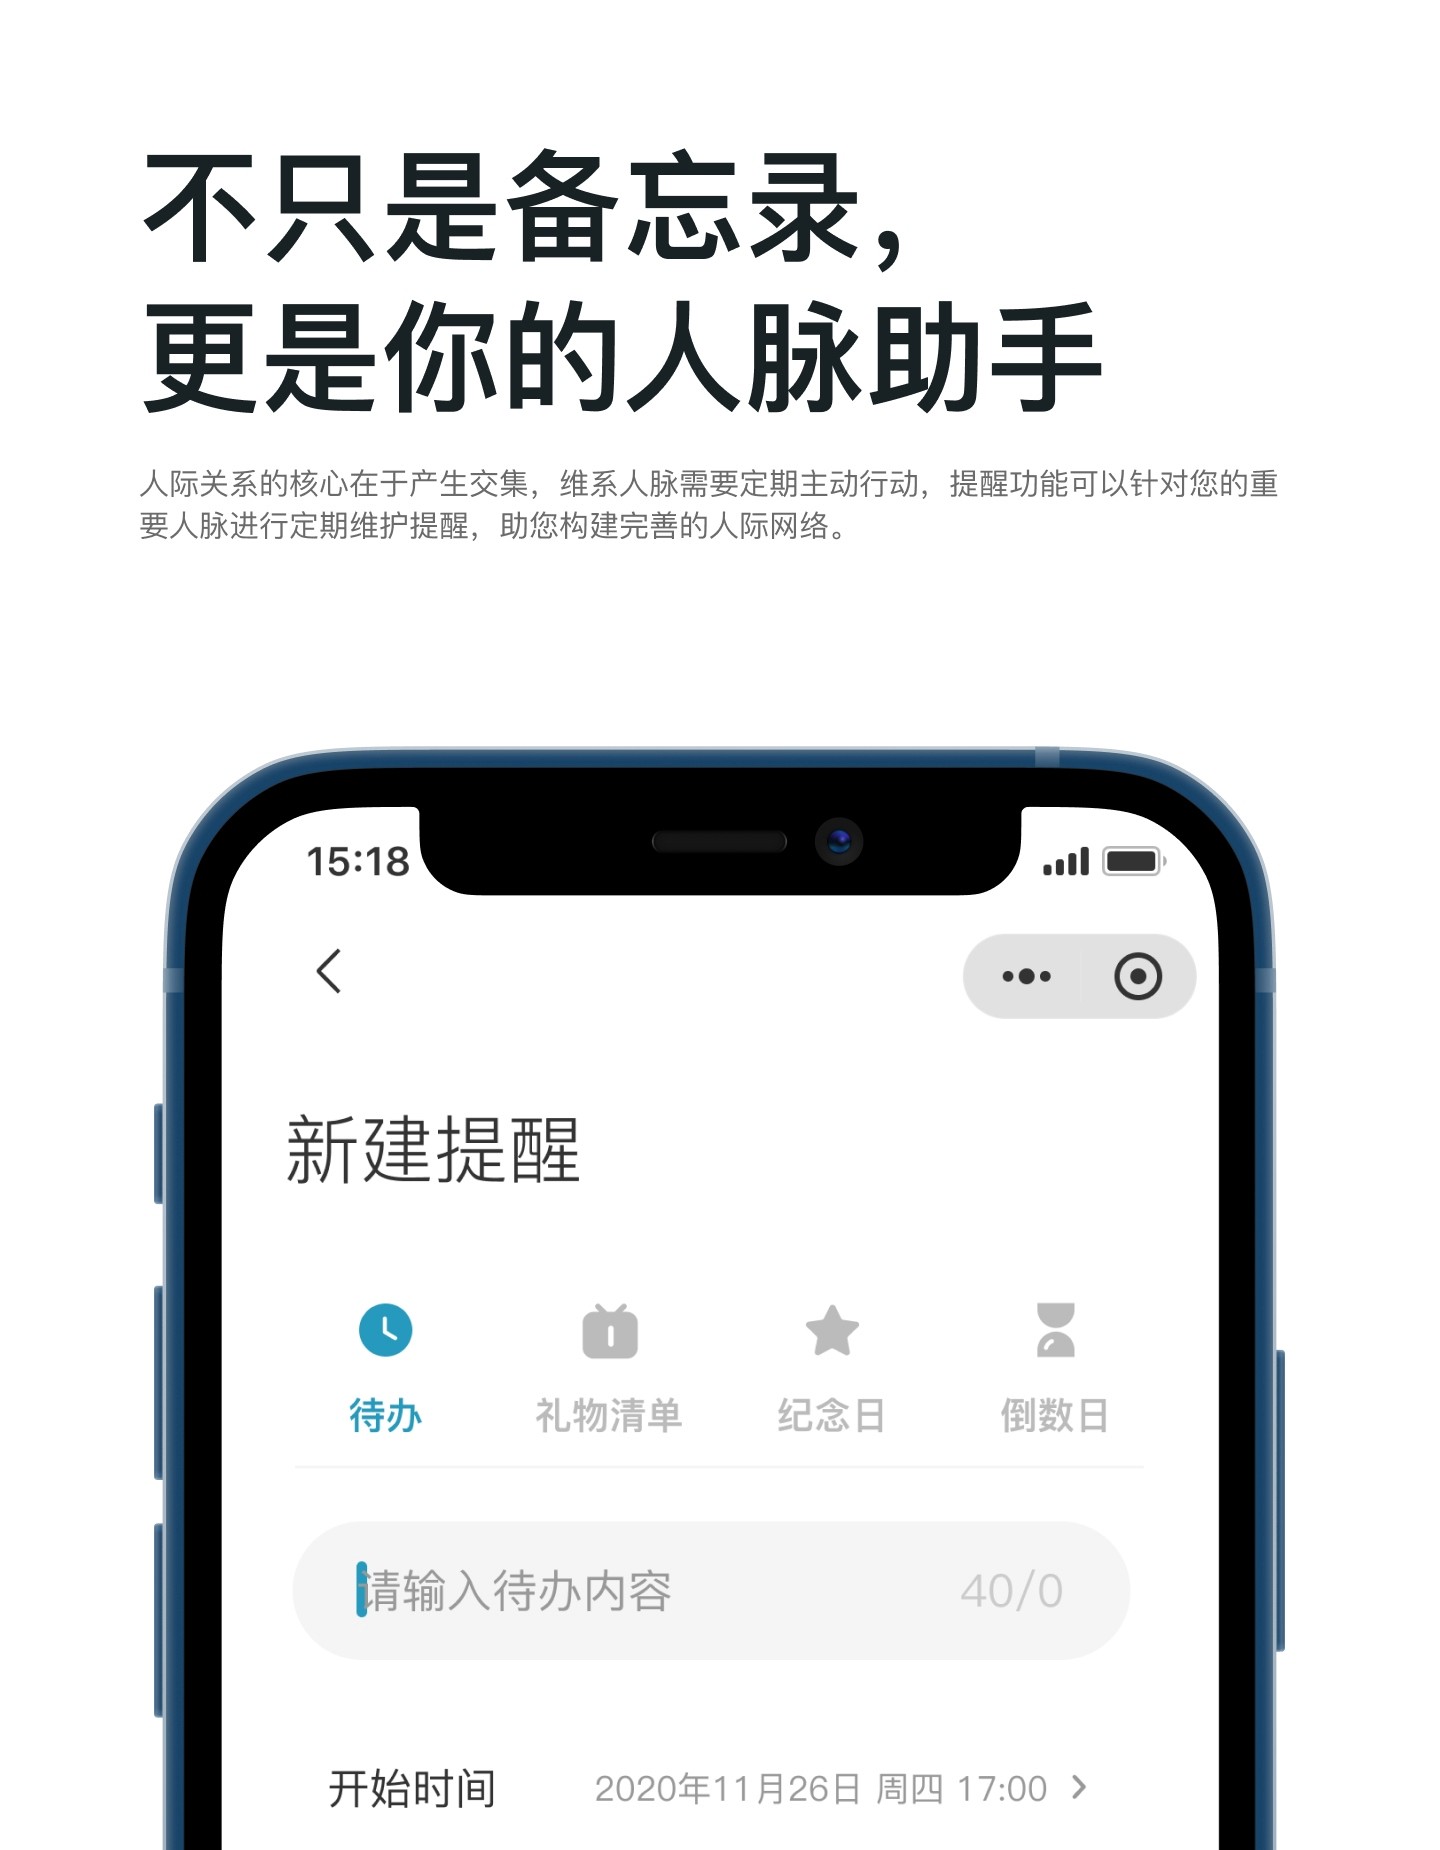 不只是备忘录，
更是你的人脉助手
人际关系的核心在于产生交集，维系人脉需要定期主动行动，提醒功能可以针对您的重
要人脉进行定期维护提醒，助您构建完善的人际网络。
15:18
新建提醒
待办 礼物清单 纪念日 倒数日
请输入待办内容 40/0
开始时间 2020年11月26日 周四 17:00